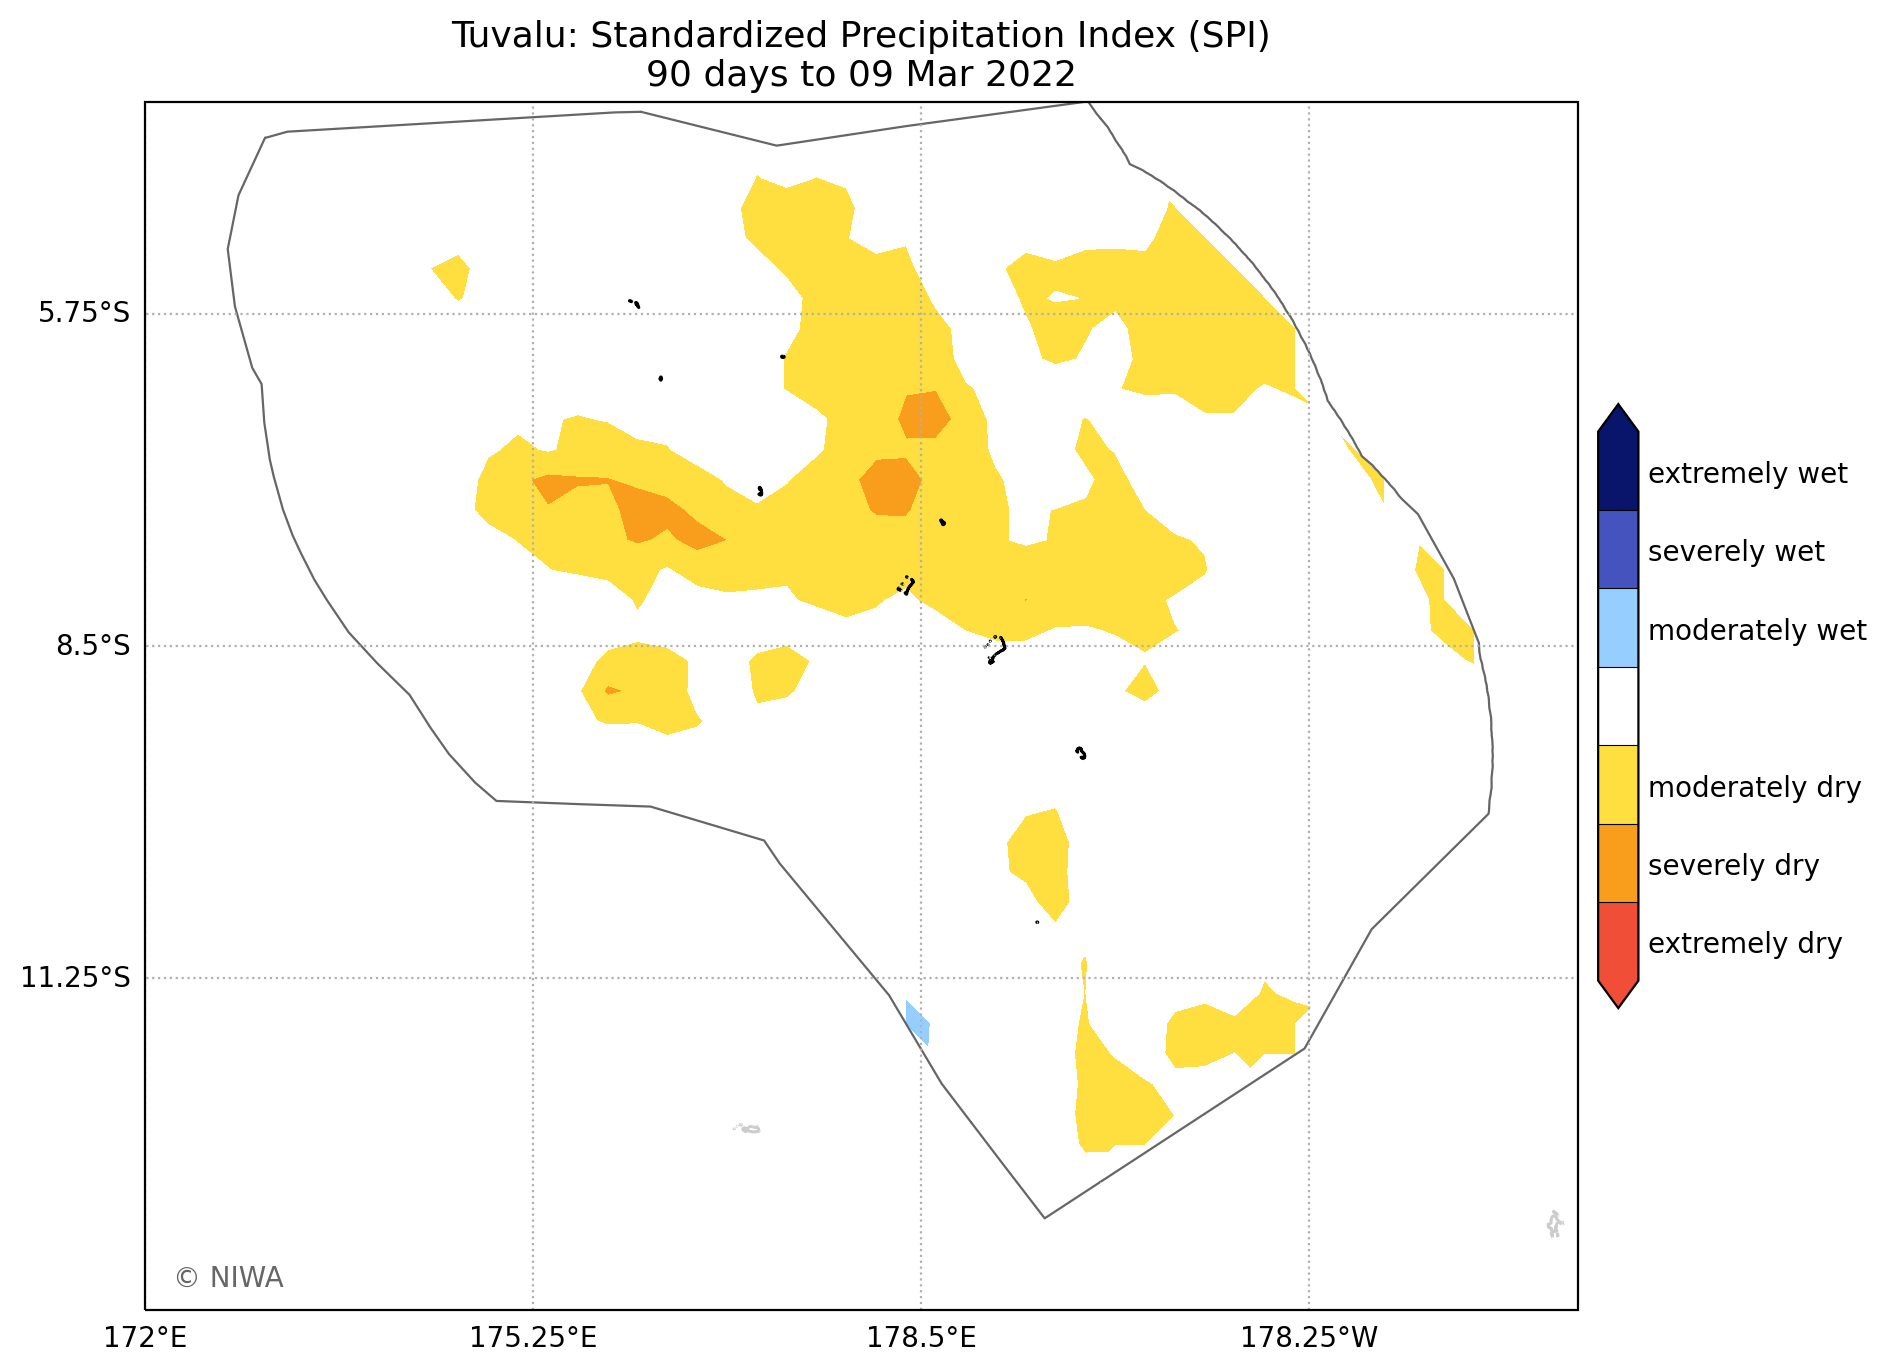 Tuvalu: Standardized Precipitation Index (SPI)
90 days to 09 Mar 2022
5.75°S
8.5°S
11.25°S
172°E
175.25°E
178.5°E
178.25°W
extremely wet
severely wet
moderately wet
moderately dry
severely dry
extremely dry
© NIWA